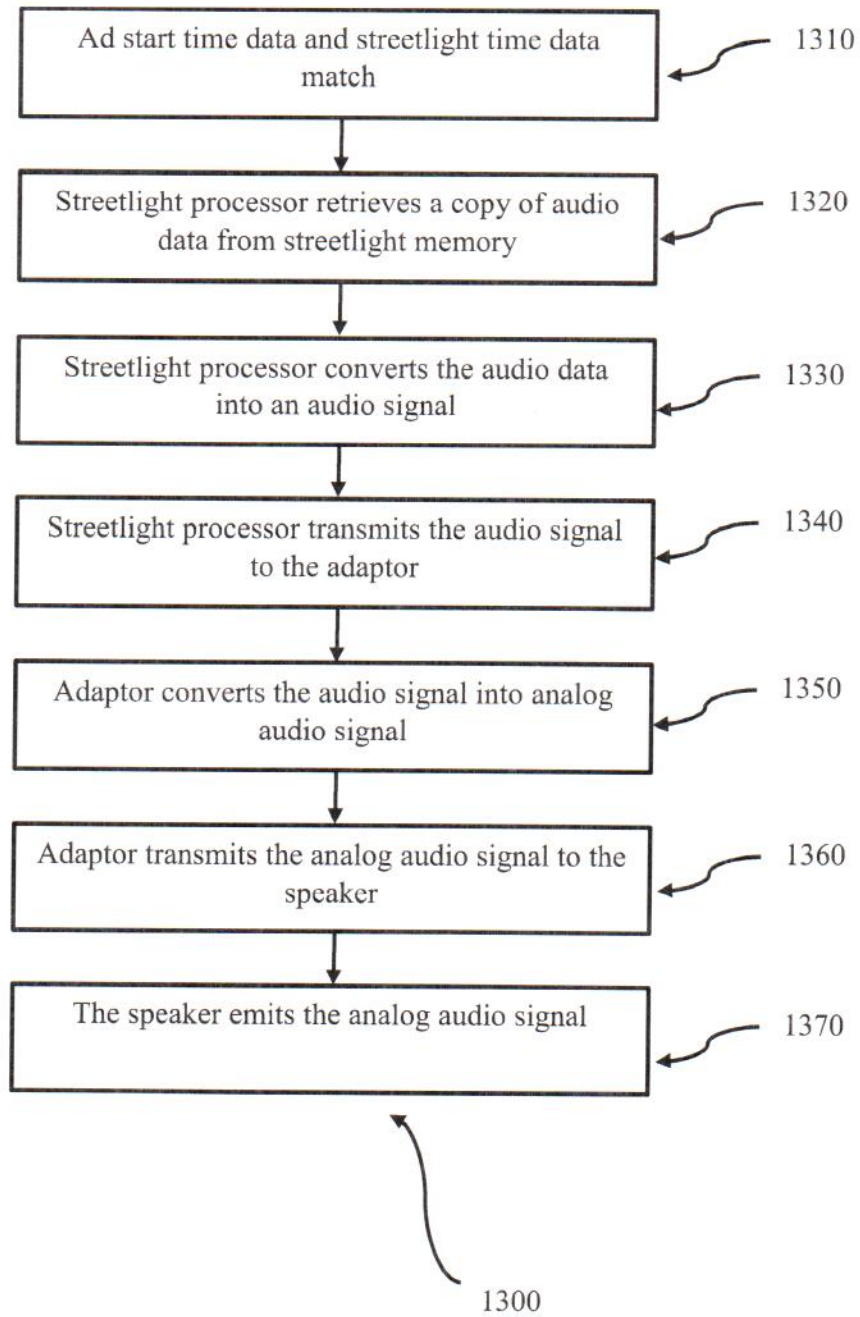 Ad start time data and streetlight time data
match
1310
Streetlight processor retrieves a copy of audio
data from streetlight memory
1320
Streetlight processor converts the audio data
into an audio signal
1330
Streetlight processor transmits the audio signal
to the adaptor
1340
Adaptor converts the audio signal into analog
audio signal
1350
Adaptor transmits the analog audio signal to the
speaker
1360
The speaker emits the analog audio signal
1370
1300